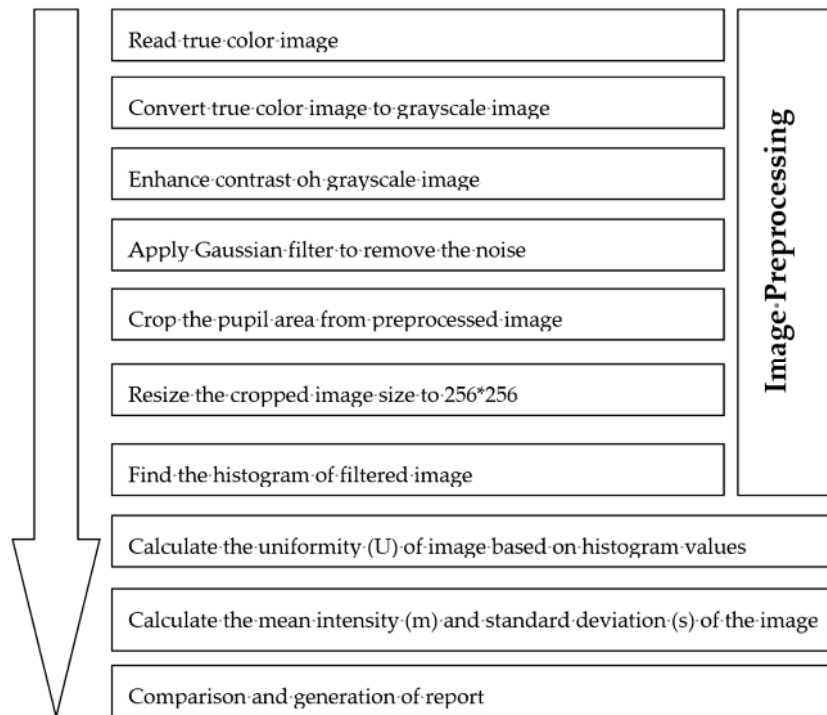 Read·true·color·image
Convert·true·color·image·to·grayscale·image
Enhance·contrast·oh·grayscale·image
Apply·Gaussian·filter·to·remove·the·noise
Crop·the·pupil·area·from·preprocessed·image
Resize·the·cropped·image·size·to·256*256
Find·the·histogram·of·filtered·image
Image·Preprocessing
Calculate·the·uniformity·(U)·of·image·based·on·histogram·values
Calculate·the·mean·intensity·(m)·and·standard·deviation·(s)·of·the·image
Comparison·and·generation·of·report